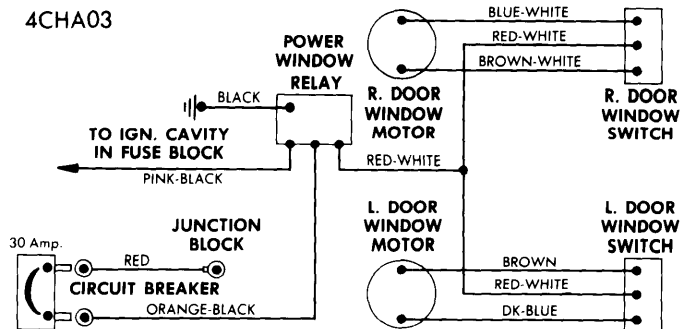 4CHA03
POWER
WINDOW
RELAY
BLACK
TO IGN. CAVITY
IN FUSE BLOCK
PINK-BLACK
RED-WHITE
BLUE-WHITE
RED-WHITE
BROWN-WHITE
R. DOOR
WINDOW
MOTOR
R. DOOR
WINDOW
SWITCH
30 Amp.
RED
JUNCTION
BLOCK
CIRCUIT BREAKER
ORANGE-BLACK
L. DOOR
WINDOW
MOTOR
L. DOOR
WINDOW
SWITCH
BROWN
RED-WHITE
DK-BLUE